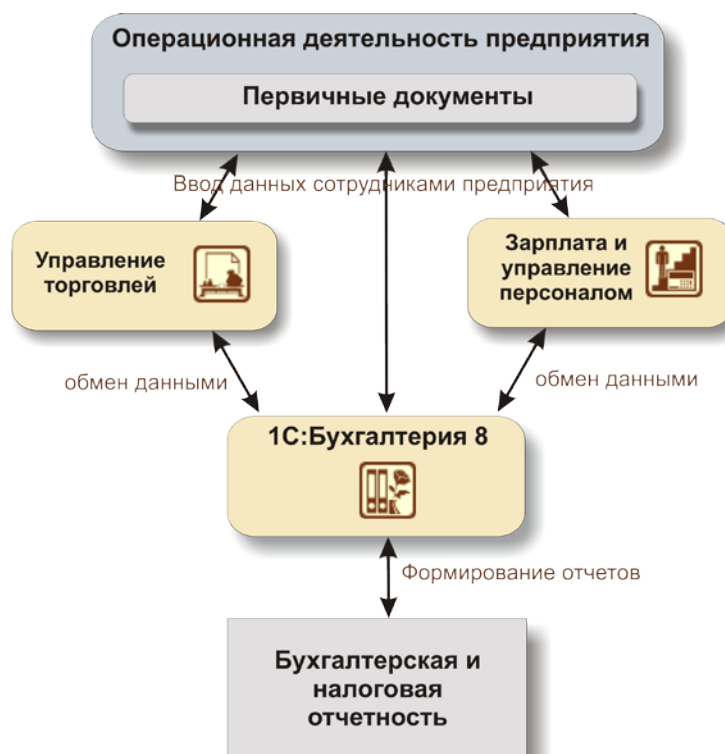 Операционная деятельность предприятия
Первичные документы
Ввод данных сотрудниками предприятия
Управление
торговлей
Зарплата и
управление
персоналом
обмен данными
обмен данными
1С:Бухгалтерия 8
Формирование отчетов
Бухгалтерская и
налоговая
отчетность